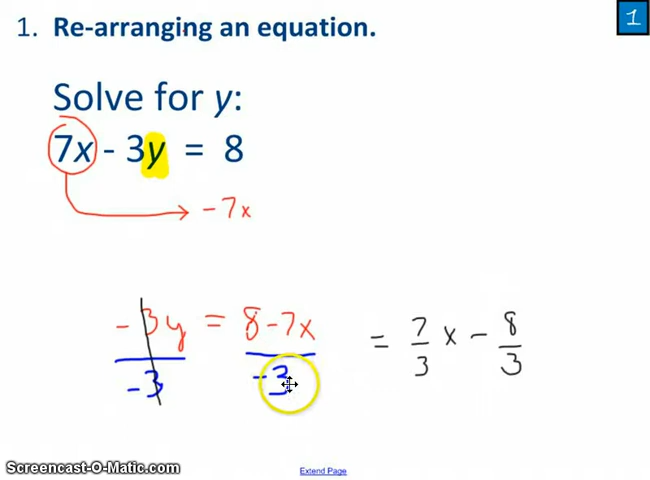 1
1. Re-arranging an equation.
Solve for y:
7x - 3y = 8
-7x
-3y = 8-7x = 7/3 x - 8/3
-3 -3
Screencast-O-Matic.com
Extend Page